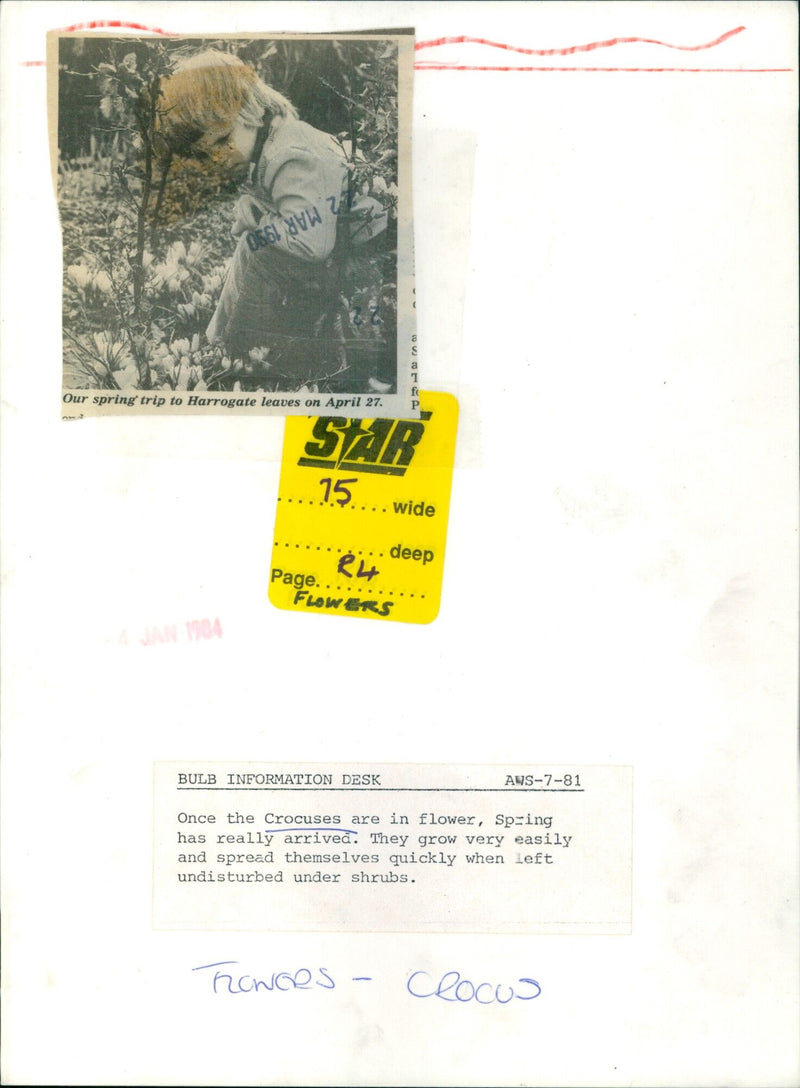 22 MAR 1990
22
a
S
a
T
f
P
Our spring trip to Harrogate leaves on April 27.
STAR
15 wide
deep
Page R4
FLOWERS
4 JAN 1984
BULB INFORMATION DESK AWS-7-81
Once the Crocuses are in flower, Spring
has really arrived. They grow very easily
and spread themselves quickly when left
undisturbed under shrubs.
FLOWERS - CROCUS